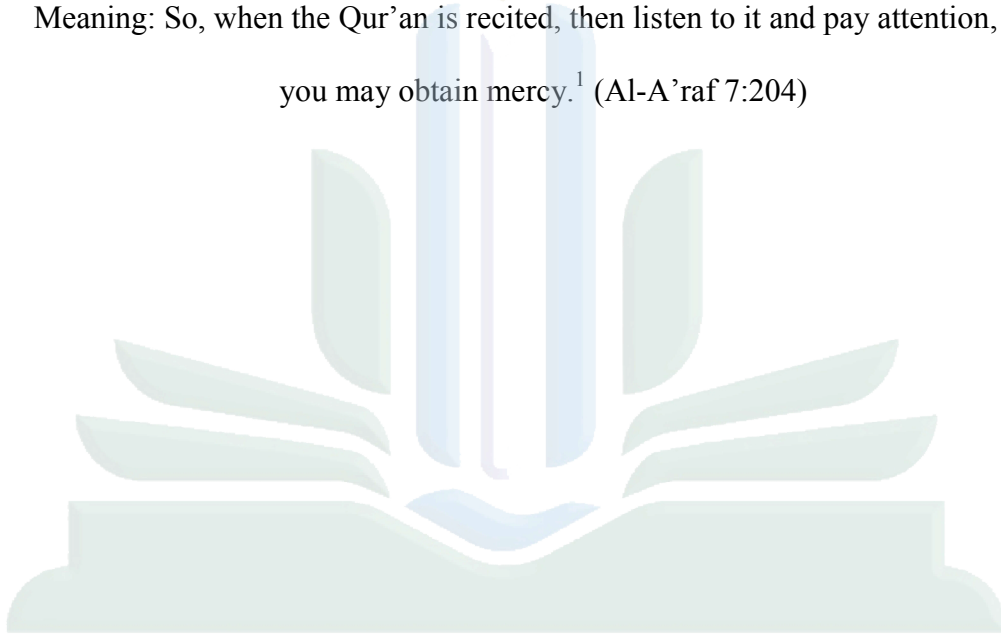 Meaning: So, when the Qur’an is recited, then listen to it and pay attention,
you may obtain mercy.1 (Al-A’raf 7:204)